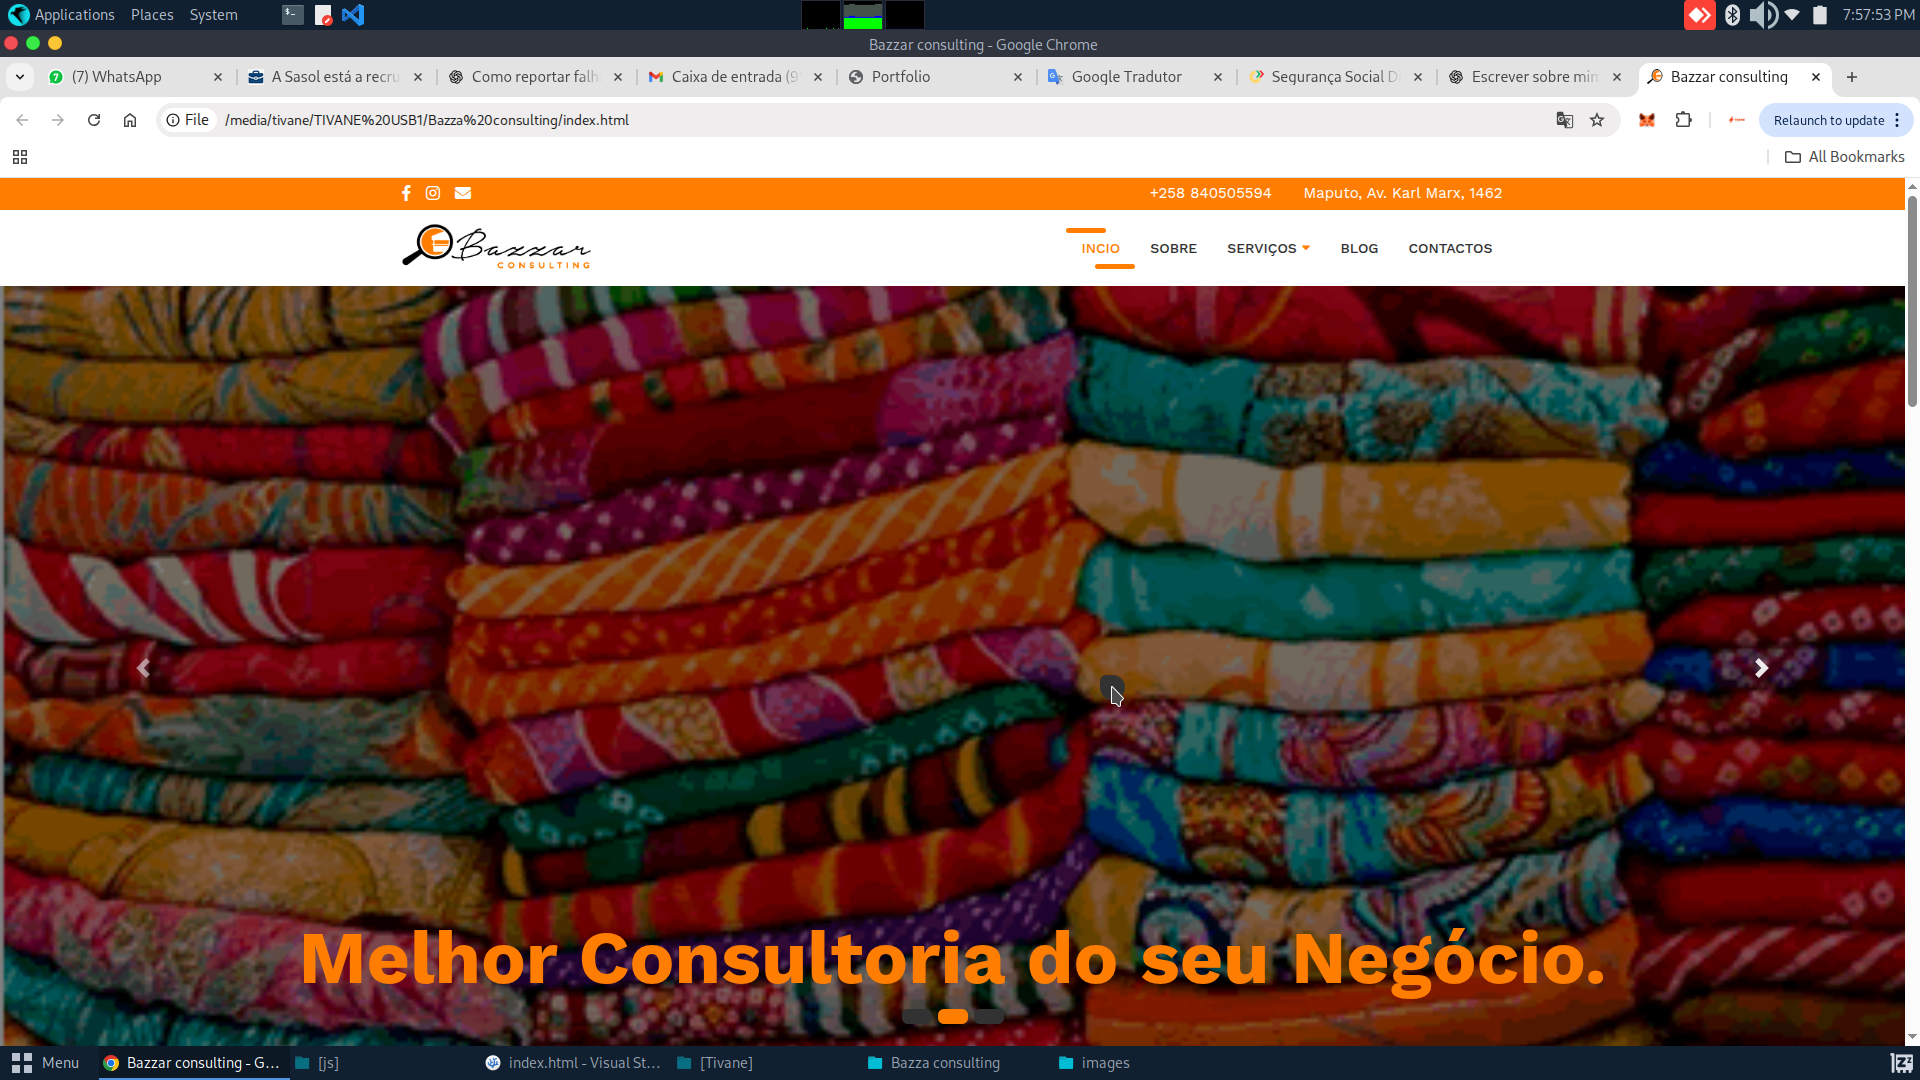 Applications Places System 7:57:53 PM
Bazzar consulting - Google Chrome
(7) WhatsApp A Sasol está a recru Como reportar falh Caixa de entrada (9 Portfolio Google Tradutor Segurança Social D Escrever sobre min Bazzar consulting
File /media/tivane/TIVANE%20USB1/Bazza%20consulting/index.html Relaunch to update
All Bookmarks
+258 840505594 Maputo, Av. Karl Marx, 1462
Bazzar
CONSULTING
INCIO SOBRE SERVIÇOS BLOG CONTACTOS
Melhor Consultoria do seu Negócio.
Menu Bazzar consulting - G... [js] index.html - Visual St... [Tivane] Bazza consulting images